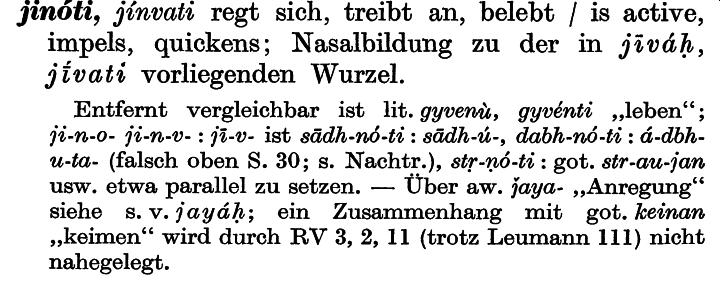 jinóti, jínvati regt sich, treibt an, belebt / is active,
impels, quickens; Nasalbildung zu der in jīváḥ,
jī́vati vorliegenden Wurzel.
Entfernt vergleichbar ist lit. gyvenù, gyvénti „leben“;
ji-n-o- ji-n-v- : jī-v- ist sādh-nó-ti : sādh-ú-, dabh-nó-ti : á-dbh-
u-ta- (falsch oben S. 30; s. Nachtr.), stṛ-ṇó-ti : got. str-au-jan
usw. etwa parallel zu setzen. — Über aw. ǰaya- „Anregung“
siehe s. v. jayáḥ; ein Zusammenhang mit got. keinan
„keimen“ wird durch RV 3, 2, 11 (trotz Leumann 111) nicht
nahegelegt.